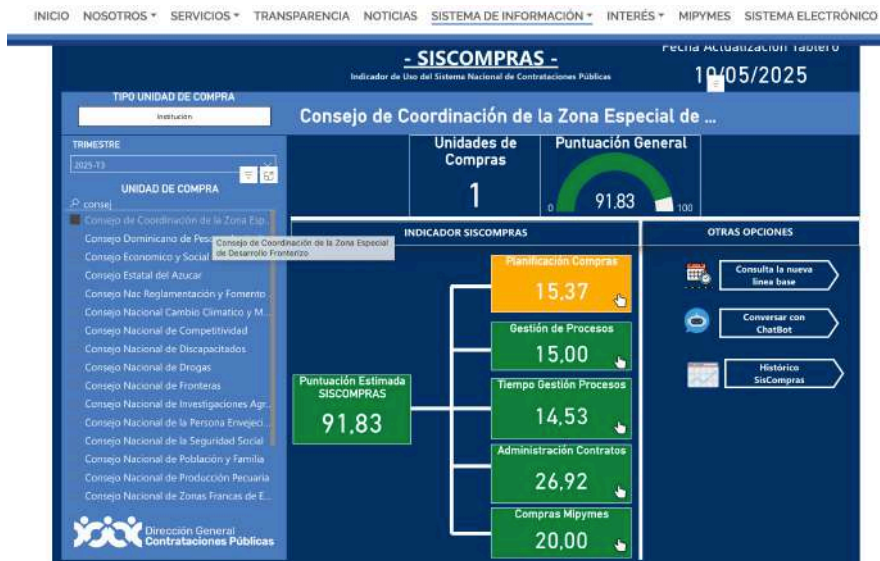 INICIO NOSOTROS SERVICIOS TRANSPARENCIA NOTICIAS SISTEMA DE INFORMACIÓN INTERÉS MIPYMES SISTEMA ELECTRÓNICO
- SISCOMPRAS -
Indicador de Uso del Sistema Nacional de Contrataciones Públicas
Fecha Actualización Tablero
10/05/2025
TIPO UNIDAD DE COMPRA
Institución
Consejo de Coordinación de la Zona Especial de ...
TRIMESTRE
2025-T3
UNIDAD DE COMPRA
consej
Consejo de Coordinación de la Zona Esp...
Consejo Dominicano de Pesc
Consejo de Coordinación de la Zona Especial
de Desarrollo Fronterizo
Consejo Economico y Social
Consejo Estatal del Azucar
Consejo Nac Reglamentación y Fomento
Consejo Nacional Cambio Climatico y M...
Consejo Nacional de Competitividad
Consejo Nacional de Discapacitados
Consejo Nacional de Drogas
Consejo Nacional de Fronteras
Consejo Nacional de Investigaciones Agr...
Consejo Nacional de la Persona Envejeci...
Consejo Nacional de la Seguridad Social
Consejo Nacional de Población y Familia
Consejo Nacional de Producción Pecuaria
Consejo Nacional de Zonas Francas de E...
Dirección General
Contrataciones Públicas
Unidades de
Compras
1
Puntuación General
0 91,83 100
INDICADOR SISCOMPRAS
Puntuación Estimada
SISCOMPRAS
91,83
Planificación Compras
15,37
Gestión de Procesos
15,00
Tiempo Gestión Procesos
14,53
Administración Contratos
26,92
Compras Mipymes
20,00
OTRAS OPCIONES
Consulta la nueva
linea base
Conversar con
ChatBot
Histórico
SisCompras